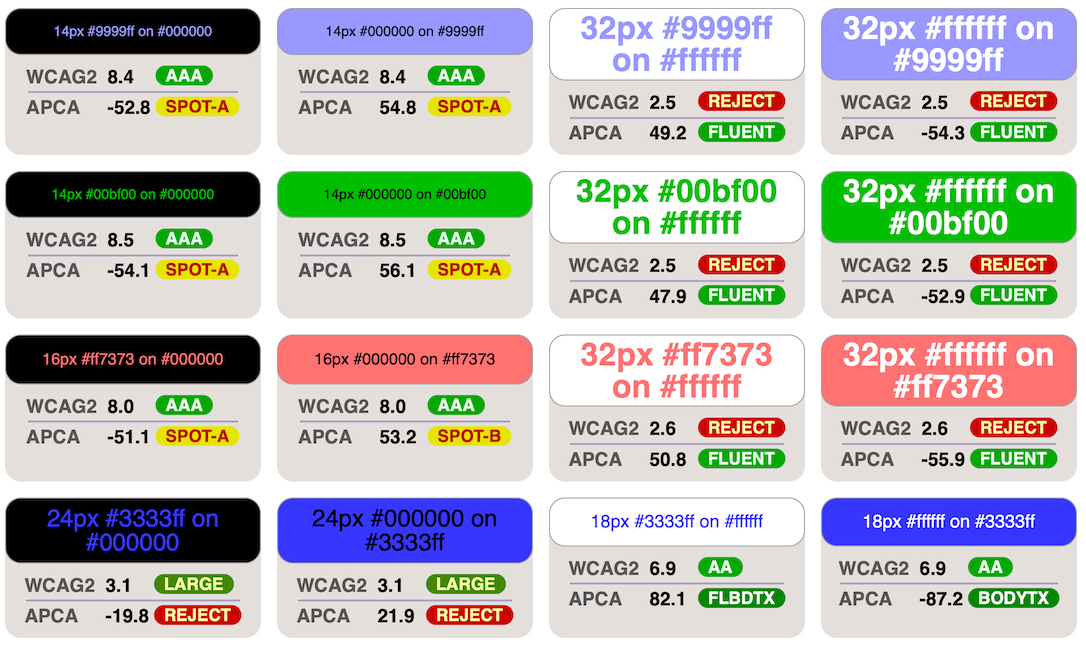 14px #9999ff on #000000
WCAG2 8.4 AAA
APCA -52.8 SPOT-A
14px #000000 on #9999ff
WCAG2 8.4 AAA
APCA 54.8 SPOT-A
32px #9999ff
on #ffffff
WCAG2 2.5 REJECT
APCA 49.2 FLUENT
32px #ffffff on
#9999ff
WCAG2 2.5 REJECT
APCA -54.3 FLUENT
14px #00bf00 on #000000
WCAG2 8.5 AAA
APCA -54.1 SPOT-A
14px #000000 on #00bf00
WCAG2 8.5 AAA
APCA 56.1 SPOT-A
32px #00bf00
on #ffffff
WCAG2 2.5 REJECT
APCA 47.9 FLUENT
32px #ffffff on
#00bf00
WCAG2 2.5 REJECT
APCA -52.9 FLUENT
16px #ff7373 on #000000
WCAG2 8.0 AAA
APCA -51.1 SPOT-A
16px #000000 on #ff7373
WCAG2 8.0 AAA
APCA 53.2 SPOT-B
32px #ff7373
on #ffffff
WCAG2 2.6 REJECT
APCA 50.8 FLUENT
32px #ffffff on
#ff7373
WCAG2 2.6 REJECT
APCA -55.9 FLUENT
24px #3333ff on
#000000
WCAG2 3.1 LARGE
APCA -19.8 REJECT
24px #000000 on
#3333ff
WCAG2 3.1 LARGE
APCA 21.9 REJECT
18px #3333ff on #ffffff
WCAG2 6.9 AA
APCA 82.1 FLBDTX
18px #ffffff on #3333ff
WCAG2 6.9 AA
APCA -87.2 BODYTX